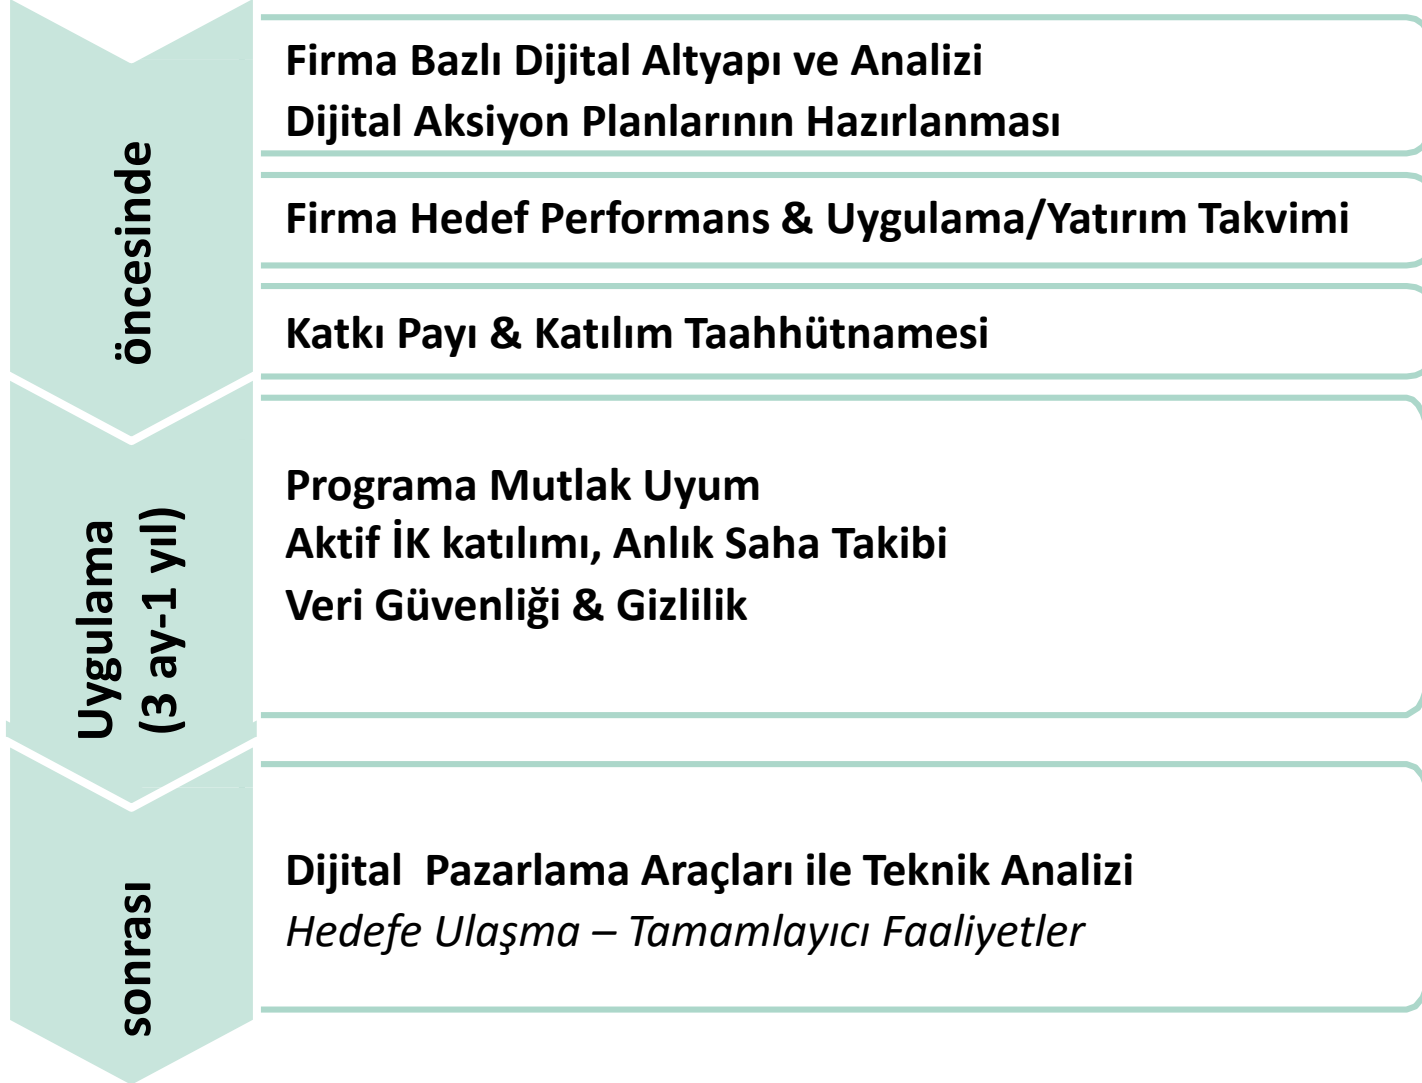 öncesinde
Firma Bazlı Dijital Altyapı ve Analizi
Dijital Aksiyon Planlarının Hazırlanması
Firma Hedef Performans & Uygulama/Yatırım Takvimi
Katkı Payı & Katılım Taahhütnamesi
Uygulama
(3 ay-1 yıl)
Programa Mutlak Uyum
Aktif İK katılımı, Anlık Saha Takibi
Veri Güvenliği & Gizlilik
sonrası
Dijital  Pazarlama Araçları ile Teknik Analizi
Hedefe Ulaşma – Tamamlayıcı Faaliyetler